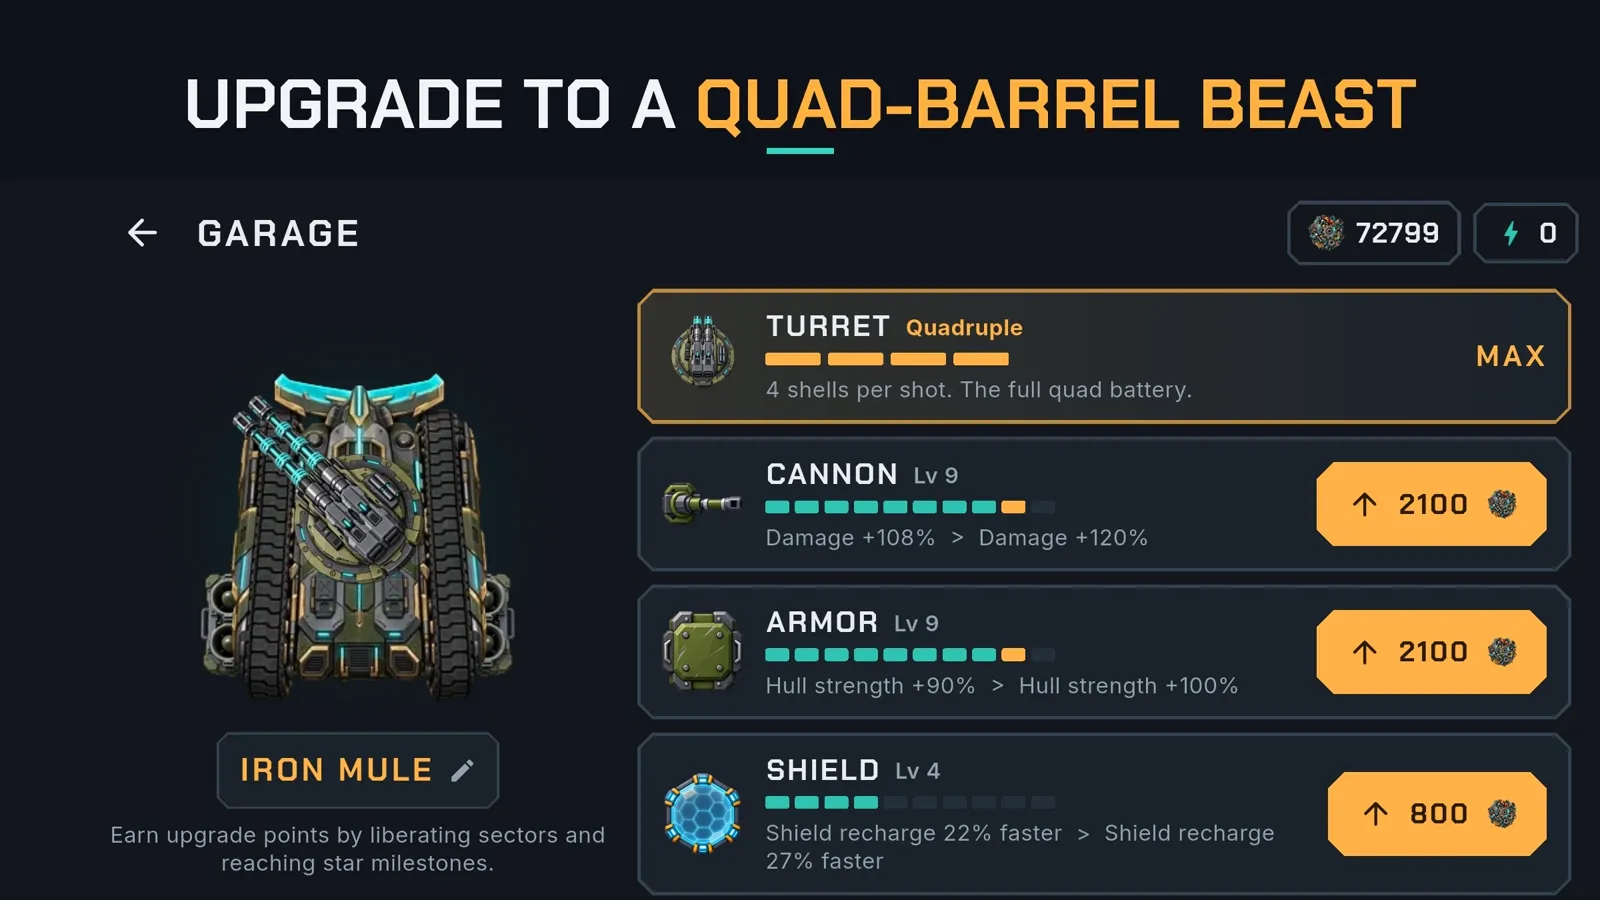 UPGRADE TO A QUAD-BARREL BEAST
GARAGE
72799
0
TURRET Quadruple
4 shells per shot. The full quad battery.
MAX
CANNON Lv 9
Damage +108% > Damage +120%
2100
ARMOR Lv 9
Hull strength +90% > Hull strength +100%
2100
SHIELD Lv 4
Shield recharge 22% faster > Shield recharge
27% faster
800
IRON MULE
Earn upgrade points by liberating sectors and
reaching star milestones.